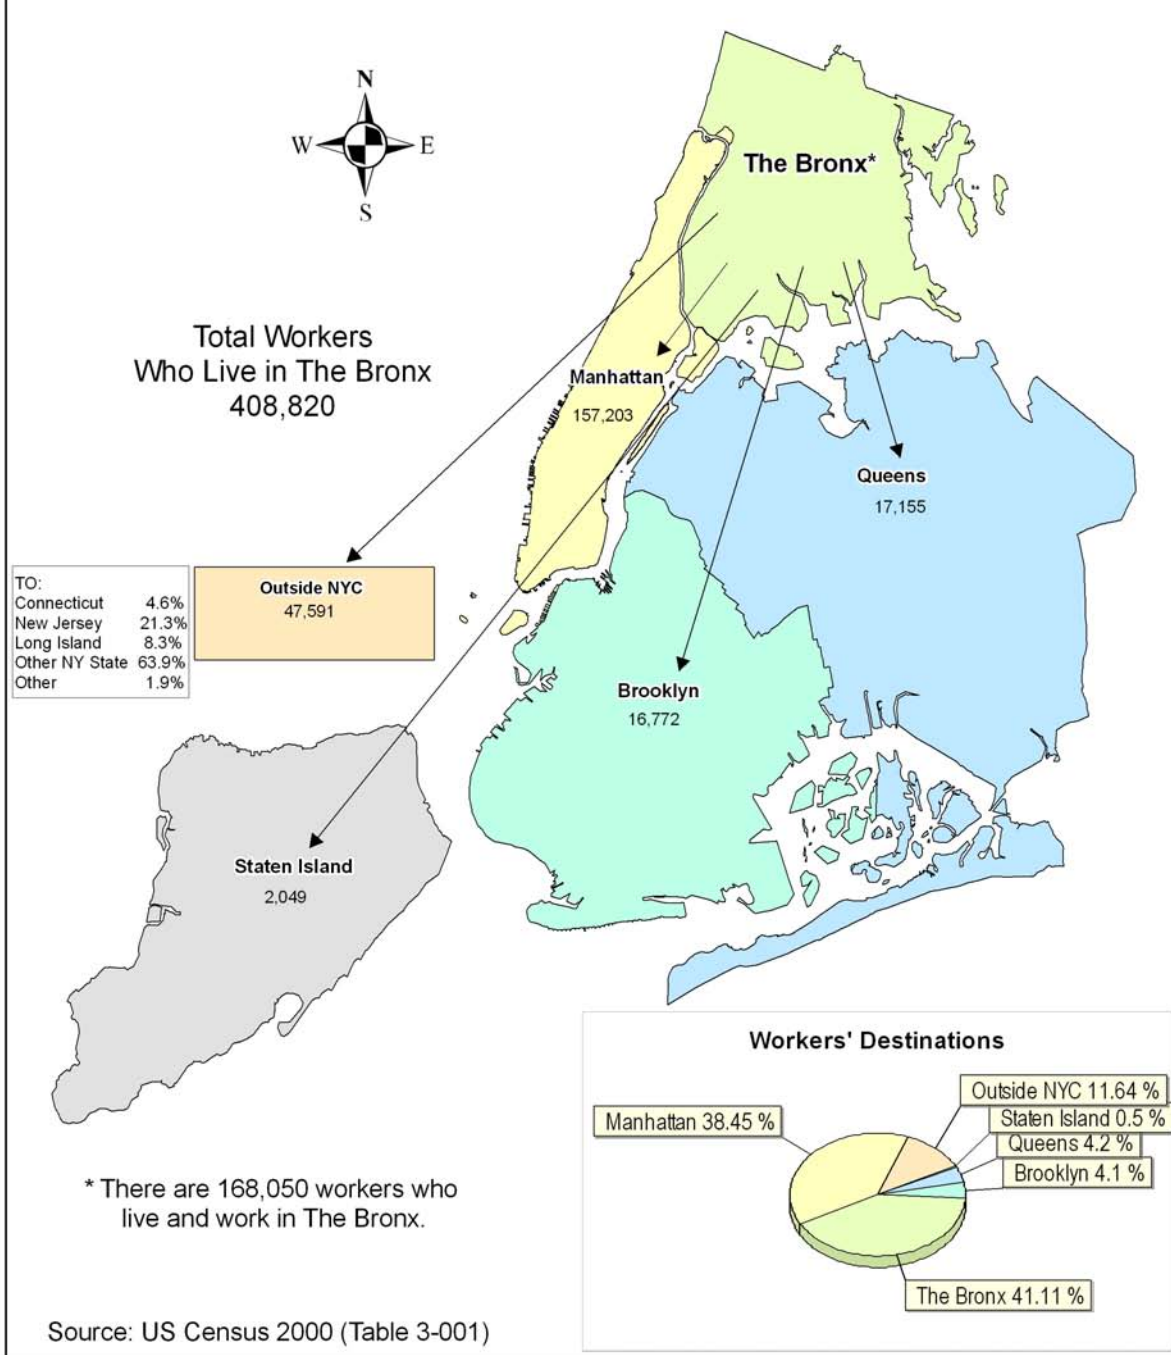 N
W E
S
The Bronx*
Total Workers
Who Live in The Bronx
408,820
Manhattan
157,203
Queens
17,155
Outside NYC
47,591
TO:
Connecticut 4.6%
New Jersey 21.3%
Long Island 8.3%
Other NY State 63.9%
Other 1.9%
Brooklyn
16,772
Staten Island
2,049
Workers' Destinations
Outside NYC 11.64 %
Manhattan 38.45 %
Staten Island 0.5 %
Queens 4.2 %
Brooklyn 4.1 %
The Bronx 41.11 %
* There are 168,050 workers who
live and work in The Bronx.
Source: US Census 2000 (Table 3-001)